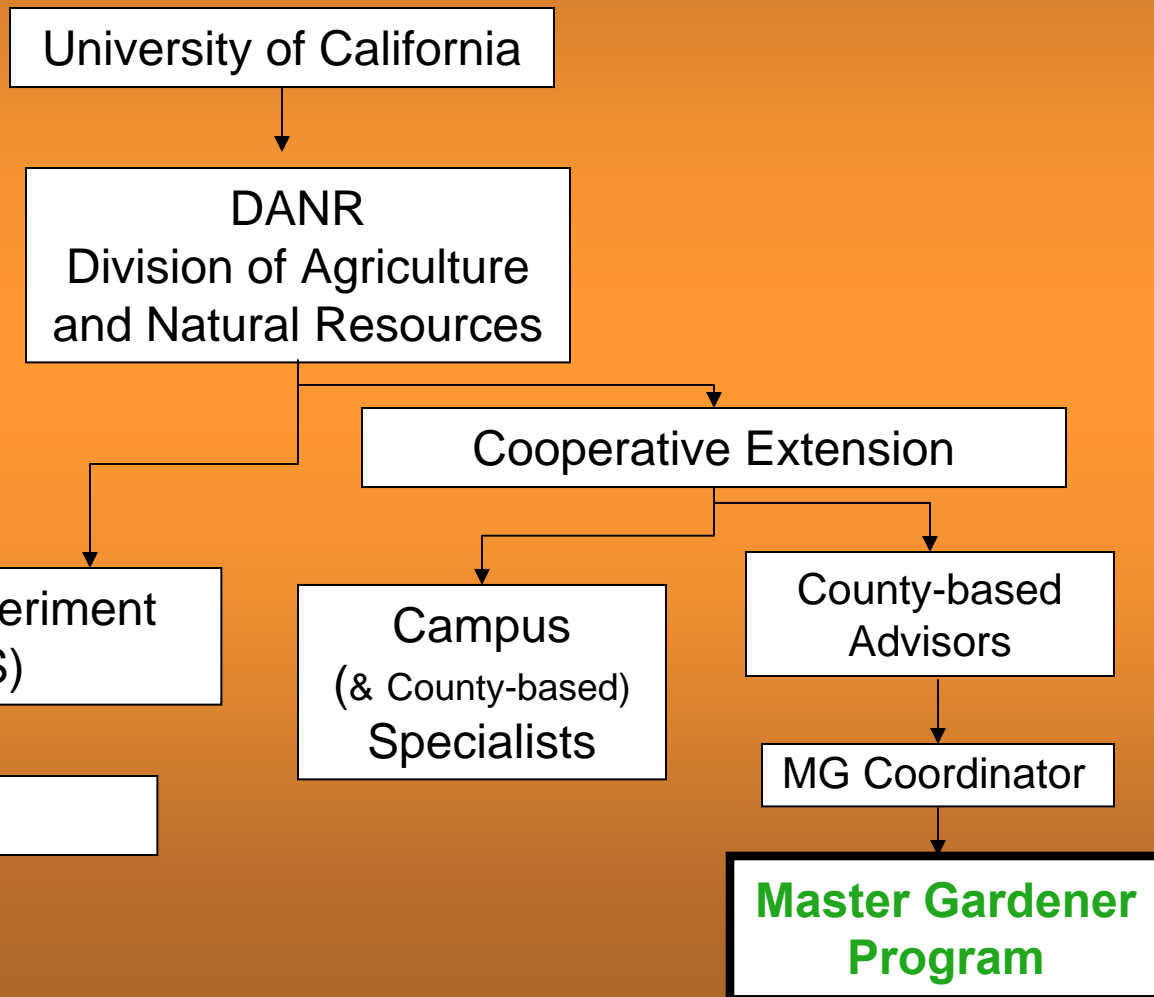 University of California
DANR
Division of Agriculture
and Natural Resources
Cooperative Extension
S)
Campus
(& County-based)
Specialists
County-based
Advisors
MG Coordinator
Master Gardener
Program